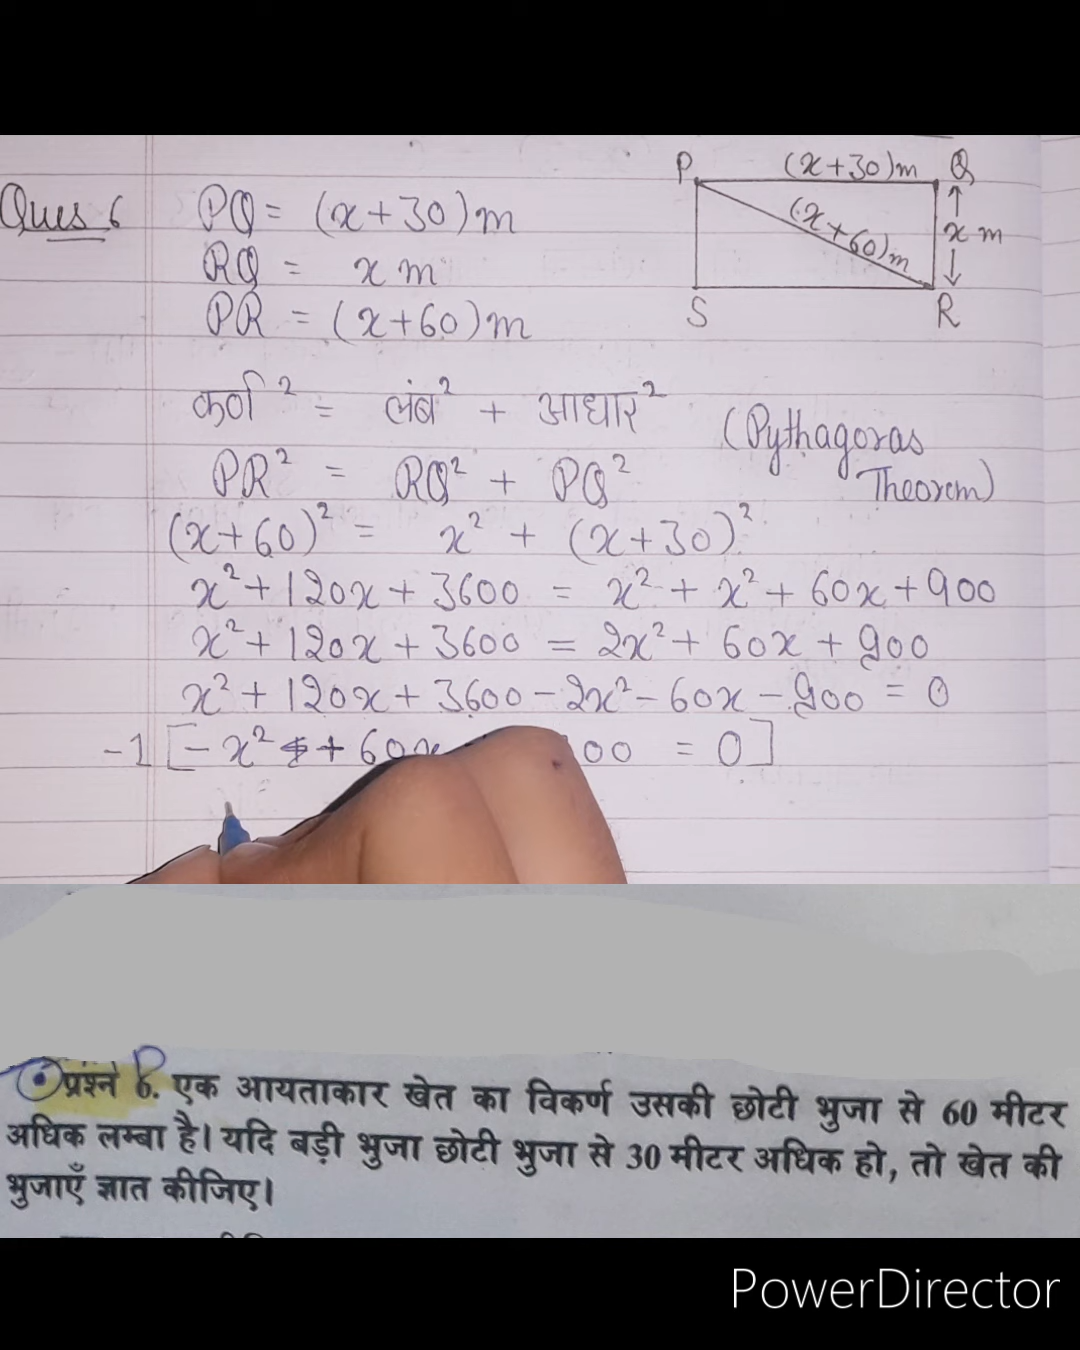 Ques 6
PQ = (x+30)m
RQ = x m
PR = (x+60)m
P (x+30)m Q
(x+60)m
x m
S R
कर्ण² = लंब² + आधार²
(Pythagoras
Theorem)
PR² = RQ² + PQ²
(x+60)² = x² + (x+30)²
x² + 120x + 3600 = x² + x² + 60x + 900
x² + 120x + 3600 = 2x² + 60x + 900
x² + 120x + 3600 - 2x² - 60x - 900 = 0
-1[-x² + 60x 00 = 0]
प्रश्न 6. एक आयताकार खेत का विकर्ण उसकी छोटी भुजा से 60 मीटर
अधिक लम्बा है। यदि बड़ी भुजा छोटी भुजा से 30 मीटर अधिक हो, तो खेत की
भुजाएँ ज्ञात कीजिए।
PowerDirector